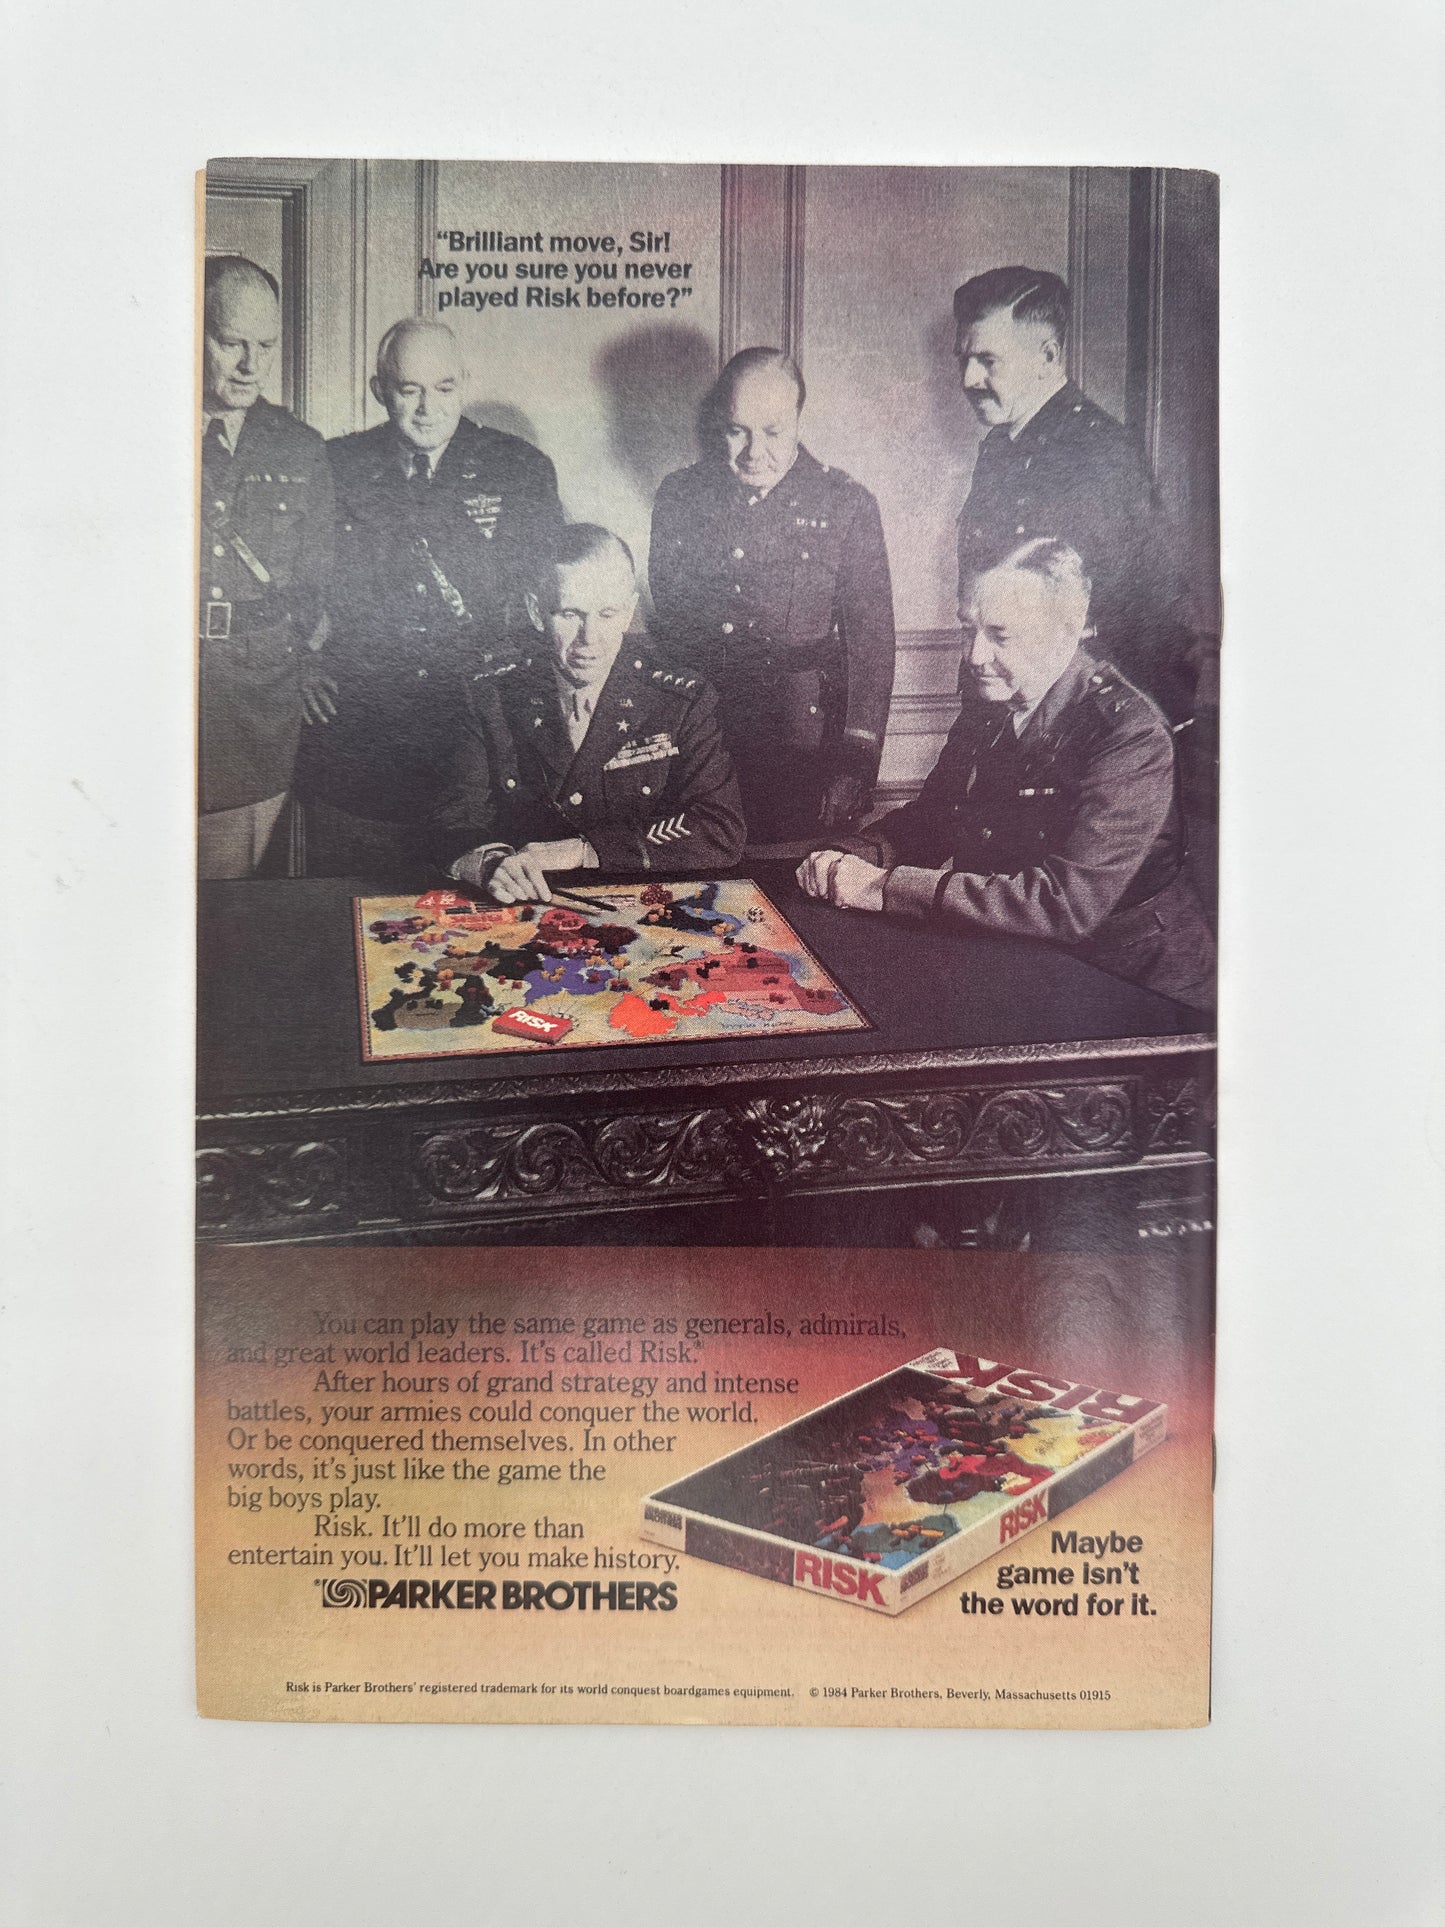 “Brilliant move, Sir!
Are you sure you never
played Risk before?”
RISK
You can play the same game as generals, admirals,
and great world leaders. It's called Risk.®
After hours of grand strategy and intense
battles, your armies could conquer the world.
Or be conquered themselves. In other
words, it's just like the game the
big boys play.
Risk. It'll do more than
entertain you. It'll let you make history.
®PARKER BROTHERS
RISK
RISK
RISK
Maybe
game isn't
the word for it.
Risk is Parker Brothers' registered trademark for its world conquest boardgames equipment. © 1984 Parker Brothers, Beverly, Massachusetts 01915